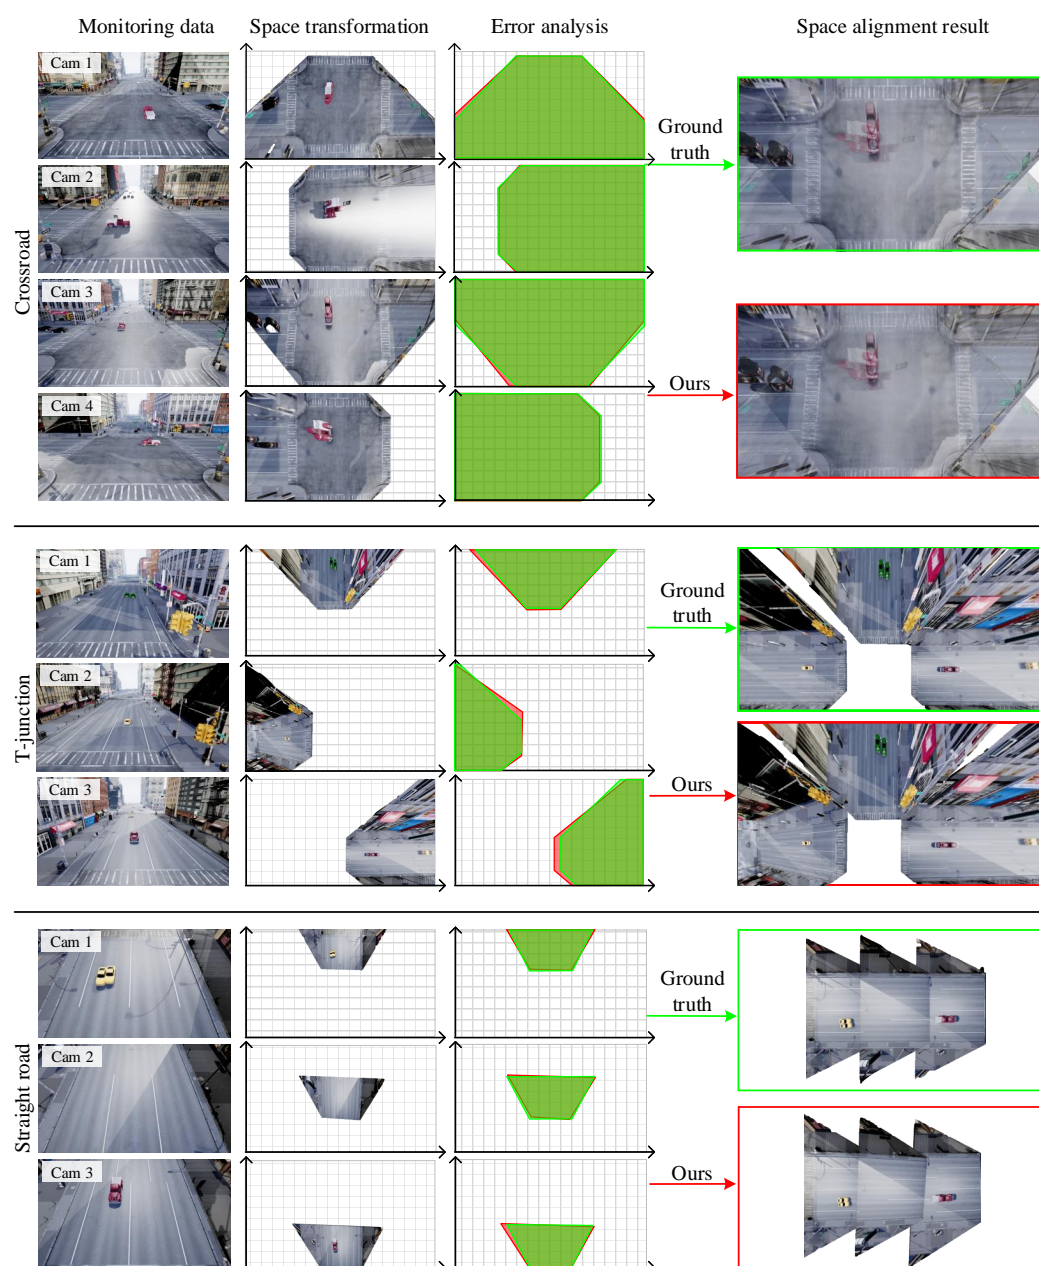 Monitoring data
Space transformation
Error analysis
Space alignment result
Crossroad
Cam 1
Cam 2
Cam 3
Cam 4
Ground
truth
Ours
T-junction
Cam 1
Cam 2
Cam 3
Ground
truth
Ours
Straight road
Cam 1
Cam 2
Cam 3
Ground
truth
Ours